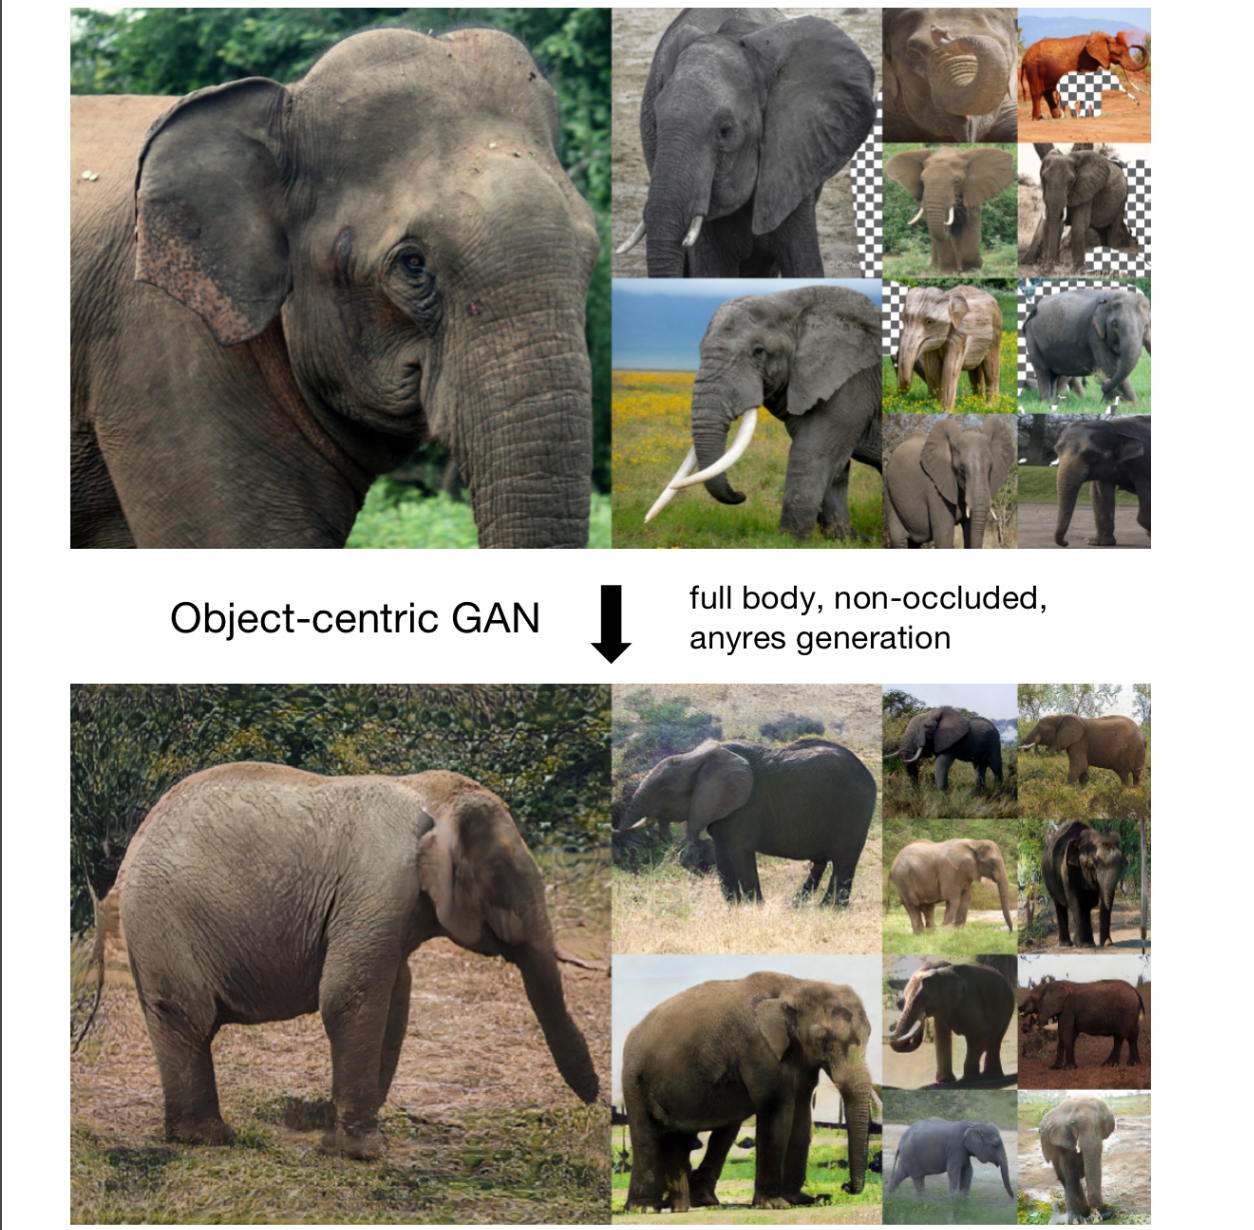 Object-centric GAN
full body, non-occluded,
anyres generation